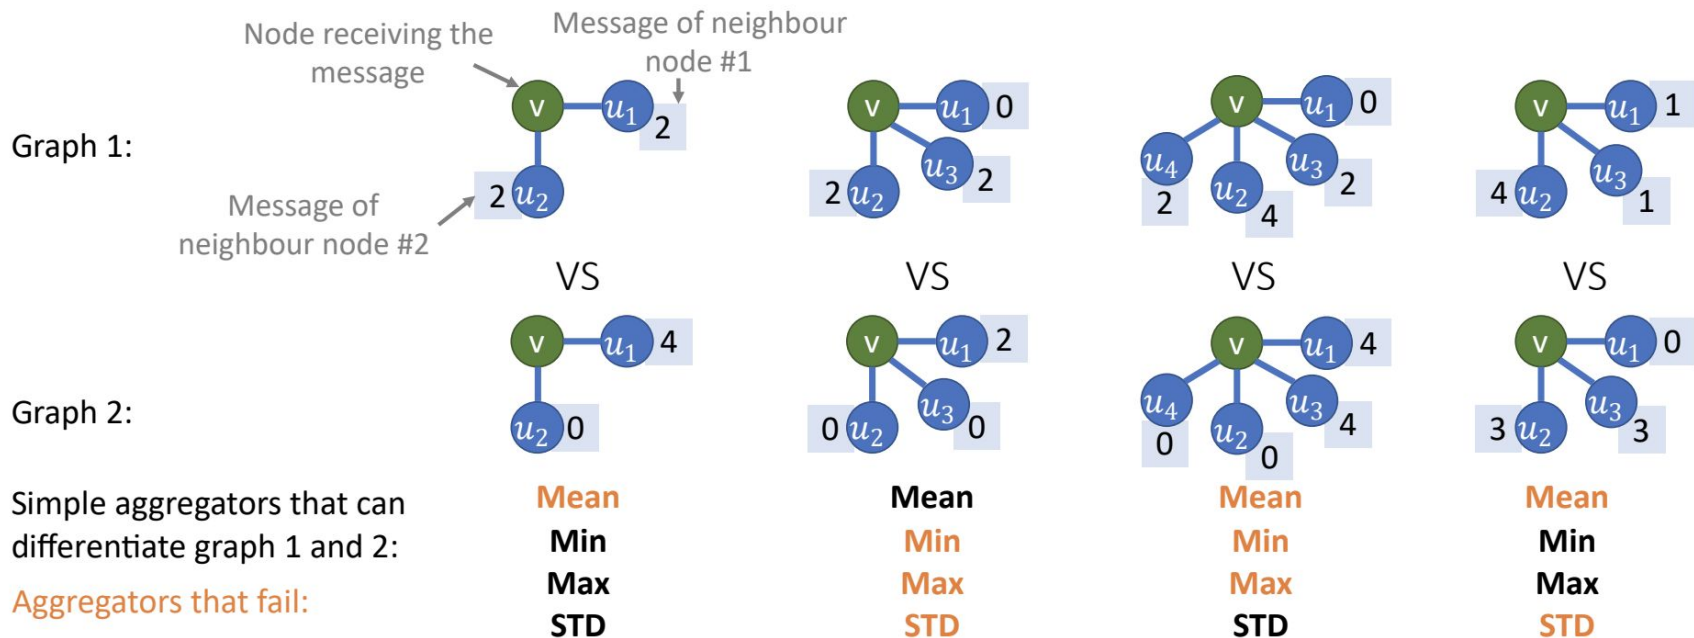 Node receiving the
message
Message of neighbour
node #1
Graph 1:
v
u₁
2
2
u₂
Message of
neighbour node #2
v
u₁
0
u₃
2
2
u₂
v
u₁
0
u₄
2
u₂
4
u₃
2
v
u₁
1
4
u₂
u₃
1
VS
VS
VS
VS
Graph 2:
v
u₁
4
u₂
0
v
u₁
2
0
u₂
u₃
0
v
u₁
4
u₄
0
u₂
0
u₃
4
v
u₁
0
3
u₂
u₃
3
Simple aggregators that can
differentiate graph 1 and 2:
Aggregators that fail:
Mean
Min
Max
STD
Mean
Min
Max
STD
Mean
Min
Max
STD
Mean
Min
Max
STD